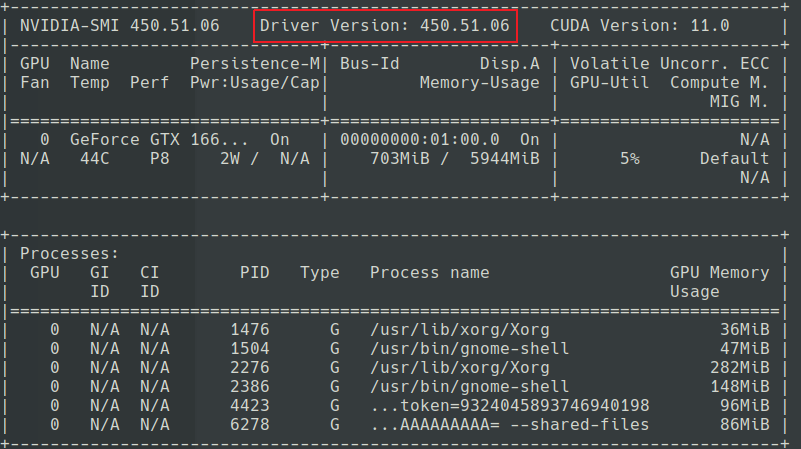 NVIDIA-SMI 450.51.06 Driver Version: 450.51.06 CUDA Version: 11.0
GPU Name Persistence-M| Bus-Id Disp.A | Volatile Uncorr. ECC
Fan Temp Perf Pwr:Usage/Cap| Memory-Usage | GPU-Util Compute M.
MIG M.
0 GeForce GTX 166... On | 00000000:01:00.0 On | N/A
N/A 44C P8 2W / N/A | 703MiB / 5944MiB | 5% Default
N/A
Processes:
GPU GI CI PID Type Process name GPU Memory
ID ID Usage
0 N/A N/A 1476 G /usr/lib/xorg/Xorg 36MiB
0 N/A N/A 1504 G /usr/bin/gnome-shell 47MiB
0 N/A N/A 2276 G /usr/lib/xorg/Xorg 282MiB
0 N/A N/A 2386 G /usr/bin/gnome-shell 148MiB
0 N/A N/A 4423 G ...token=9324045893746940198 96MiB
0 N/A N/A 6278 G ...AAAAAAAAA= --shared-files 86MiB